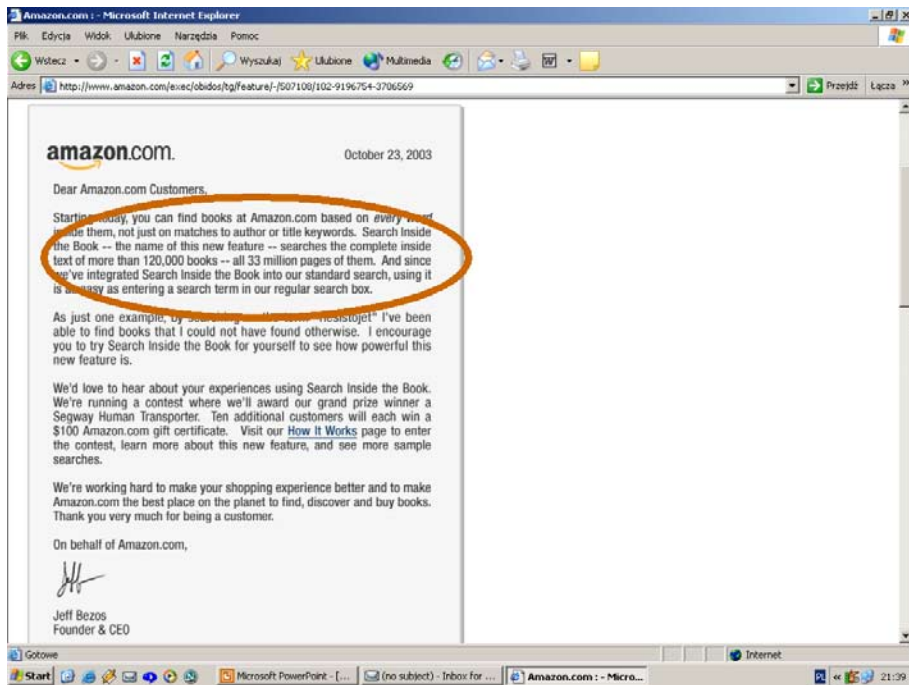 Amazon.com : - Microsoft Internet Explorer
Plik Edycja Widok Ulubione Narzędzia Pomoc
Wstecz Wyszukaj Ulubione Multimedia
Adres http://www.amazon.com/exec/obidos/tg/feature/-/507108/102-9196754-3706569 Przejdź Łącza »
amazon.com.
October 23, 2003
Dear Amazon.com Customers,
Starting today, you can find books at Amazon.com based on every word
inside them, not just on matches to author or title keywords. Search Inside
the Book -- the name of this new feature -- searches the complete inside
text of more than 120,000 books -- all 33 million pages of them. And since
we've integrated Search Inside the Book into our standard search, using it
is as easy as entering a search term in our regular search box.
As just one example, by searching on the term "resistojet" I've been
able to find books that I could not have found otherwise. I encourage
you to try Search Inside the Book for yourself to see how powerful this
new feature is.
We'd love to hear about your experiences using Search Inside the Book.
We're running a contest where we'll award our grand prize winner a
Segway Human Transporter. Ten additional customers will each win a
$100 Amazon.com gift certificate. Visit our How It Works page to enter
the contest, learn more about this new feature, and see more sample
searches.
We're working hard to make your shopping experience better and to make
Amazon.com the best place on the planet to find, discover and buy books.
Thank you very much for being a customer.
On behalf of Amazon.com,
Jeff
Jeff Bezos
Founder & CEO
Gotowe Internet
Start Microsoft PowerPoint - [... (no subject) - Inbox for ... Amazon.com : - Micro... PL « 21:39